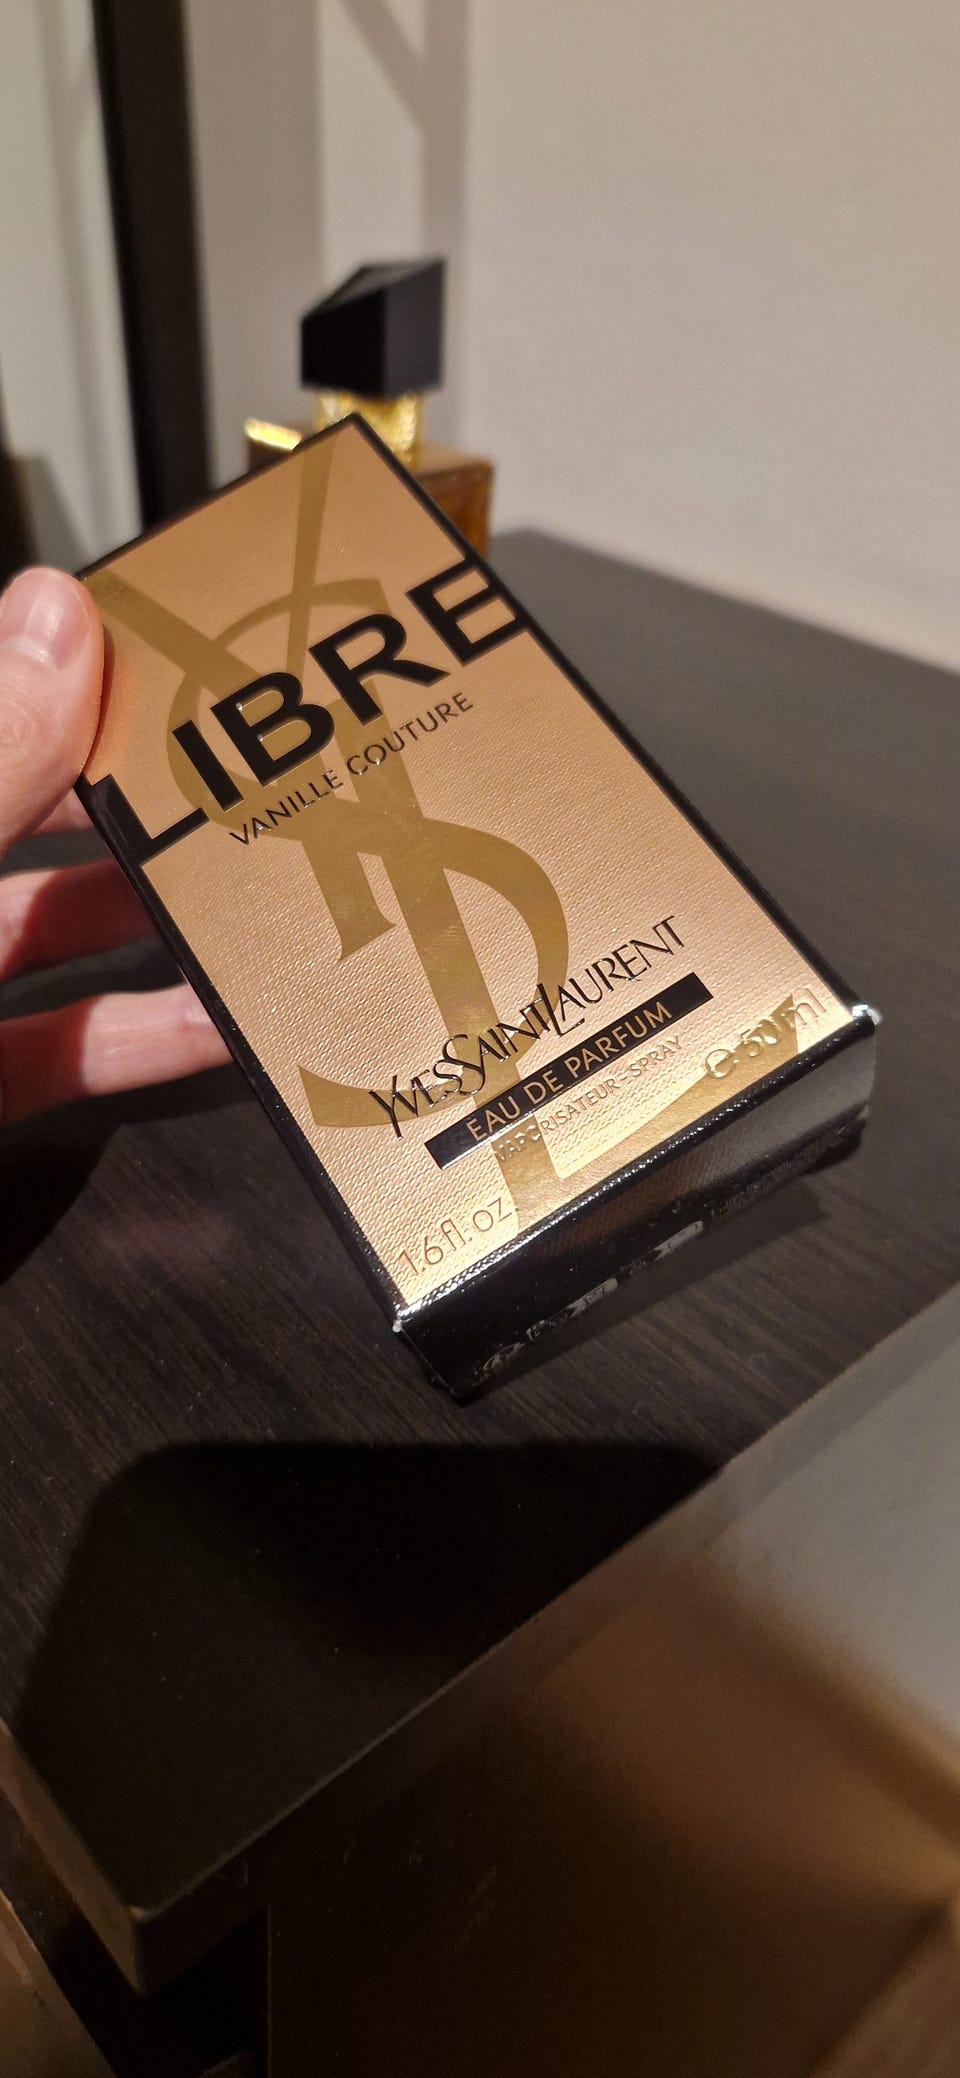 LIBRE
VANILLE COUTURE
YVESSAINTLAURENT
EAU DE PARFUM
VAPORISATEUR-SPRAY
1.6 fl. oz. e 50 ml